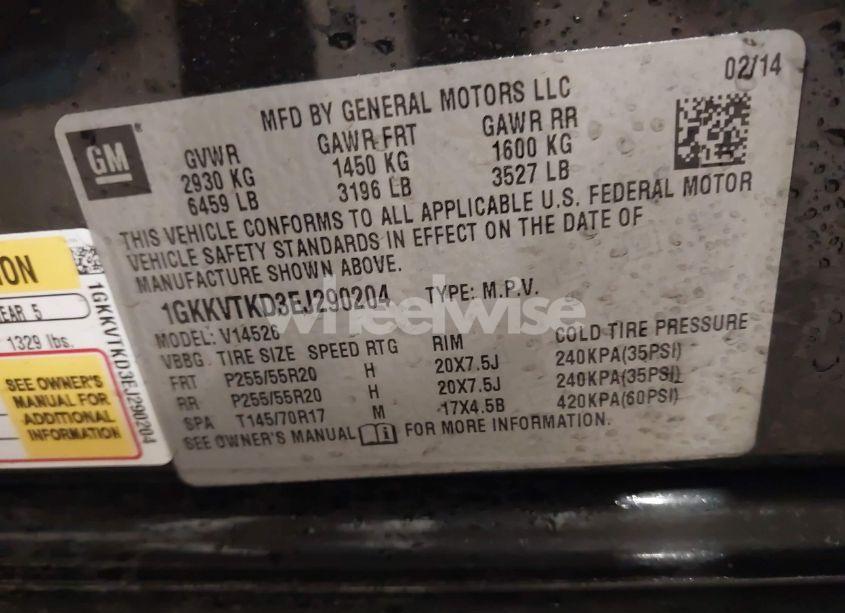 02/14
MFD BY GENERAL MOTORS LLC
GM
GVWR GAWR FRT GAWR RR
2930 KG 1450 KG 1600 KG
6459 LB 3196 LB 3527 LB
THIS VEHICLE CONFORMS TO ALL APPLICABLE U.S. FEDERAL MOTOR
VEHICLE SAFETY STANDARDS IN EFFECT ON THE DATE OF
MANUFACTURE SHOWN ABOVE.
1GKKVTKD3EJ290204 TYPE: M.P.V.
MODEL: V14526
VBBG TIRE SIZE SPEED RTG RIM COLD TIRE PRESSURE
FRT P255/55R20 H 20X7.5J 240KPA(35PSI)
RR P255/55R20 H 20X7.5J 240KPA(35PSI)
SPA T145/70R17 M 17X4.5B 420KPA(60PSI)
SEE OWNER'S MANUAL FOR MORE INFORMATION.
5
1329 lbs.
SEE OWNER'S
MANUAL FOR
ADDITIONAL
INFORMATION
1GKKVTKD3EJ290204
wheelwise